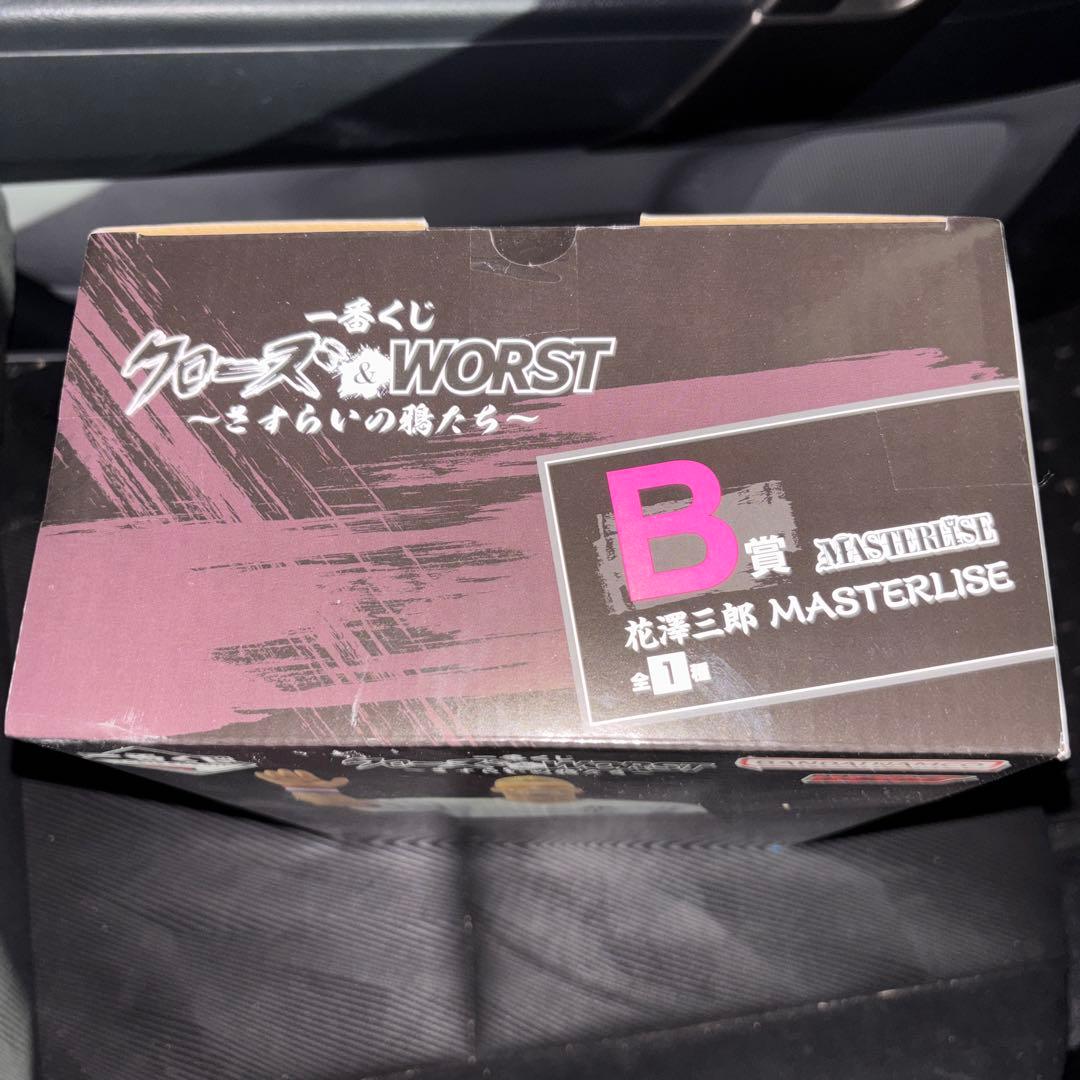 一番くじ
クローズ&WORST
〜さすらいの鴉たち〜
B賞 MASTERLISE
花澤三郎 MASTERLISE
全1種